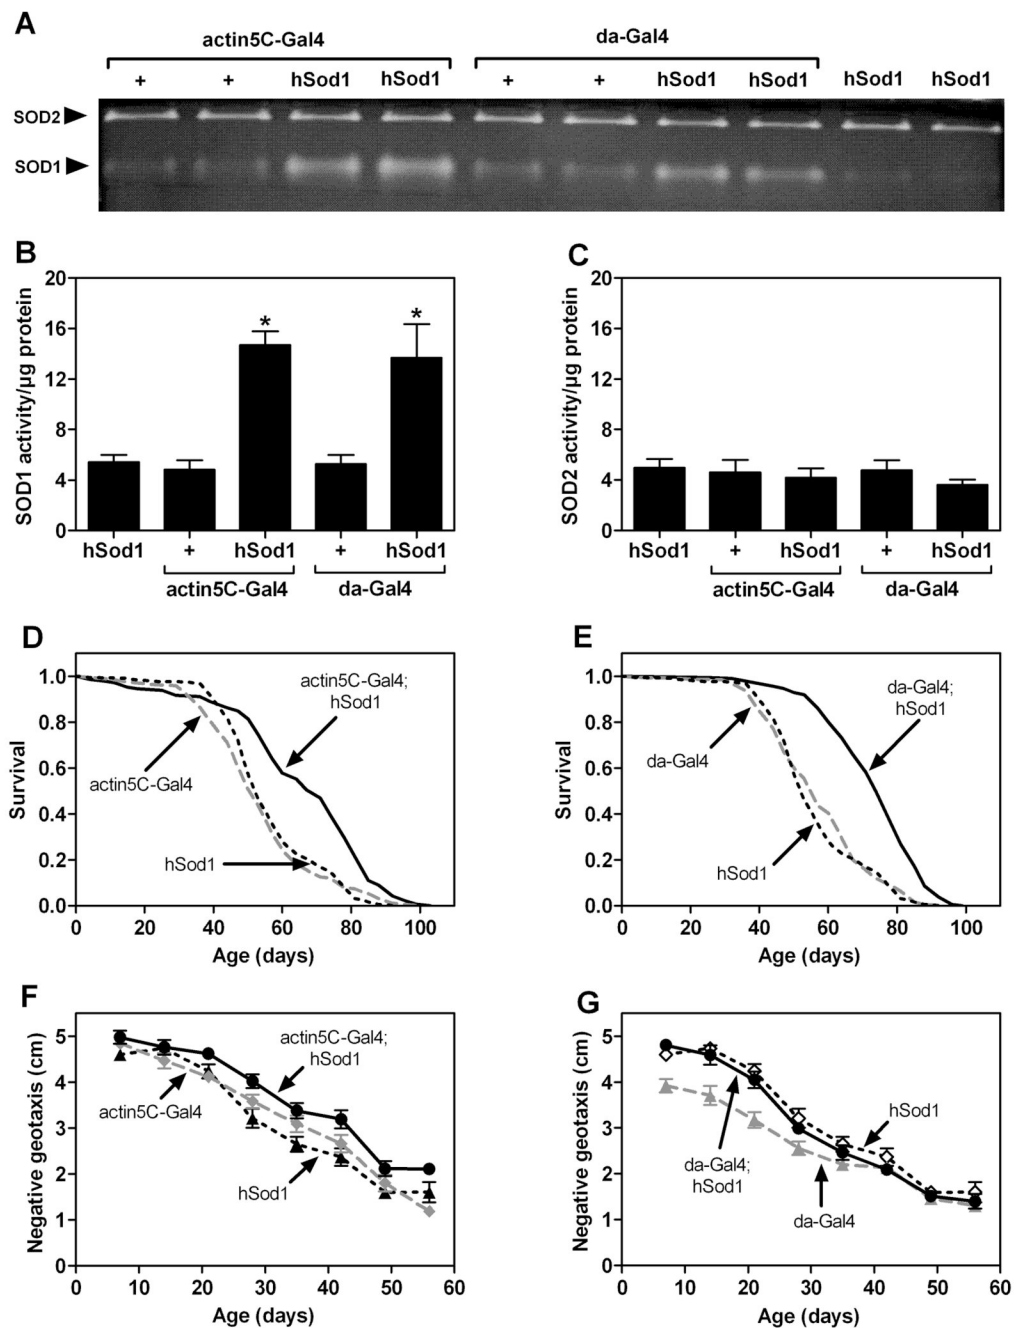 A
actin5C-Gal4
da-Gal4
+ + hSod1 hSod1 + + hSod1 hSod1 hSod1 hSod1
SOD2
SOD1
B
SOD1 activity/µg protein
20
16
12
8
4
0
* *
hSod1 + hSod1 + hSod1
actin5C-Gal4 da-Gal4
C
SOD2 activity/µg protein
20
16
12
8
4
0
hSod1 + hSod1 + hSod1
actin5C-Gal4 da-Gal4
D
Survival
1.0
0.8
0.6
0.4
0.2
0.0
actin5C-Gal4;
hSod1
actin5C-Gal4
hSod1
0 20 40 60 80 100
Age (days)
E
Survival
1.0
0.8
0.6
0.4
0.2
0.0
da-Gal4;
hSod1
da-Gal4
hSod1
0 20 40 60 80 100
Age (days)
F
Negative geotaxis (cm)
5
4
3
2
1
0
actin5C-Gal4;
hSod1
actin5C-Gal4
hSod1
0 10 20 30 40 50 60
Age (days)
G
Negative geotaxis (cm)
5
4
3
2
1
0
hSod1
da-Gal4;
hSod1
da-Gal4
0 10 20 30 40 50 60
Age (days)